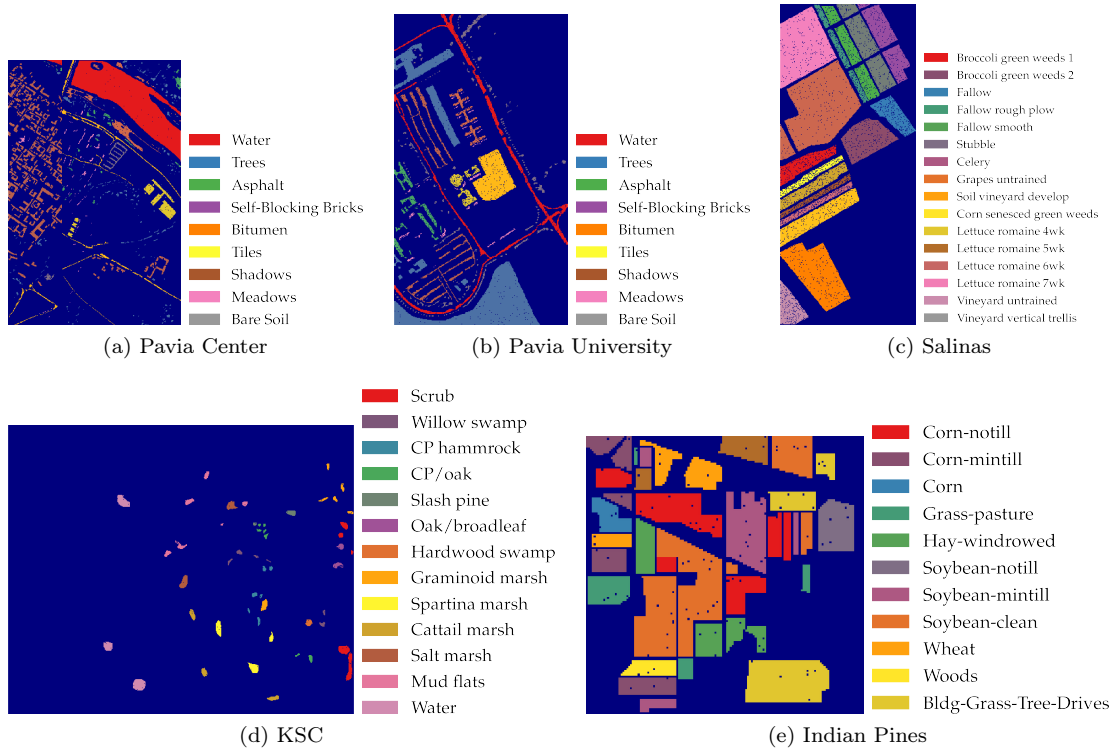 Water
Trees
Asphalt
Self-Blocking Bricks
Bitumen
Tiles
Shadows
Meadows
Bare Soil
(a) Pavia Center
Water
Trees
Asphalt
Self-Blocking Bricks
Bitumen
Tiles
Shadows
Meadows
Bare Soil
(b) Pavia University
Broccoli green weeds 1
Broccoli green weeds 2
Fallow
Fallow rough plow
Fallow smooth
Stubble
Celery
Grapes untrained
Soil vineyard develop
Corn senesced green weeds
Lettuce romaine 4wk
Lettuce romaine 5wk
Lettuce romaine 6wk
Lettuce romaine 7wk
Vineyard untrained
Vineyard vertical trellis
(c) Salinas
Scrub
Willow swamp
CP hammrock
CP/oak
Slash pine
Oak/broadleaf
Hardwood swamp
Graminoid marsh
Spartina marsh
Cattail marsh
Salt marsh
Mud flats
Water
(d) KSC
Corn-notill
Corn-mintill
Corn
Grass-pasture
Hay-windrowed
Soybean-notill
Soybean-mintill
Soybean-clean
Wheat
Woods
Bldg-Grass-Tree-Drives
(e) Indian Pines